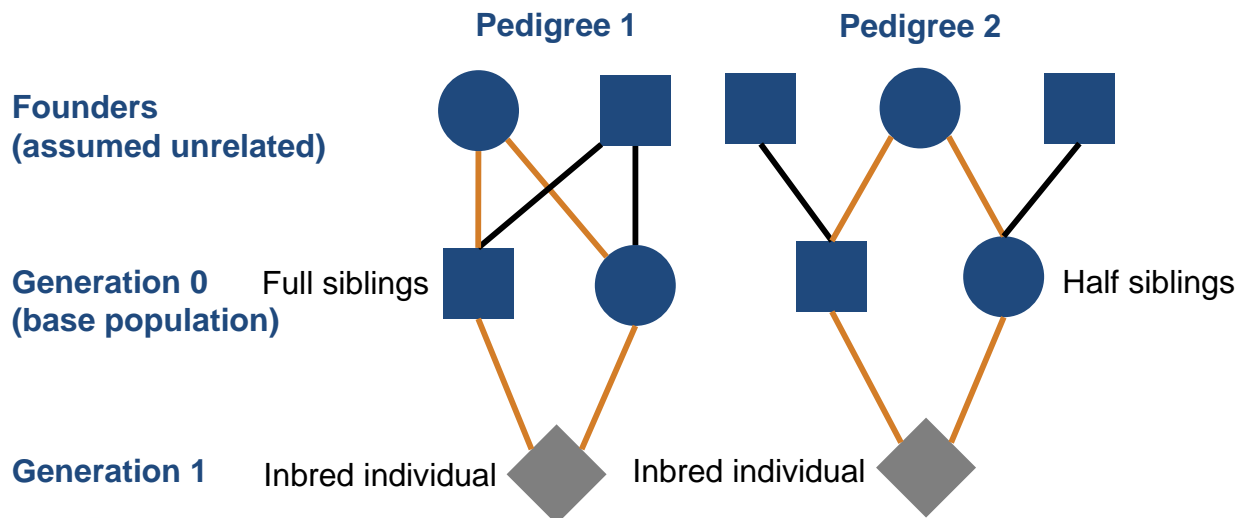 Pedigree 1
Pedigree 2
Founders
(assumed unrelated)
Generation 0
(base population)
Full siblings
Half siblings
Generation 1
Inbred individual
Inbred individual